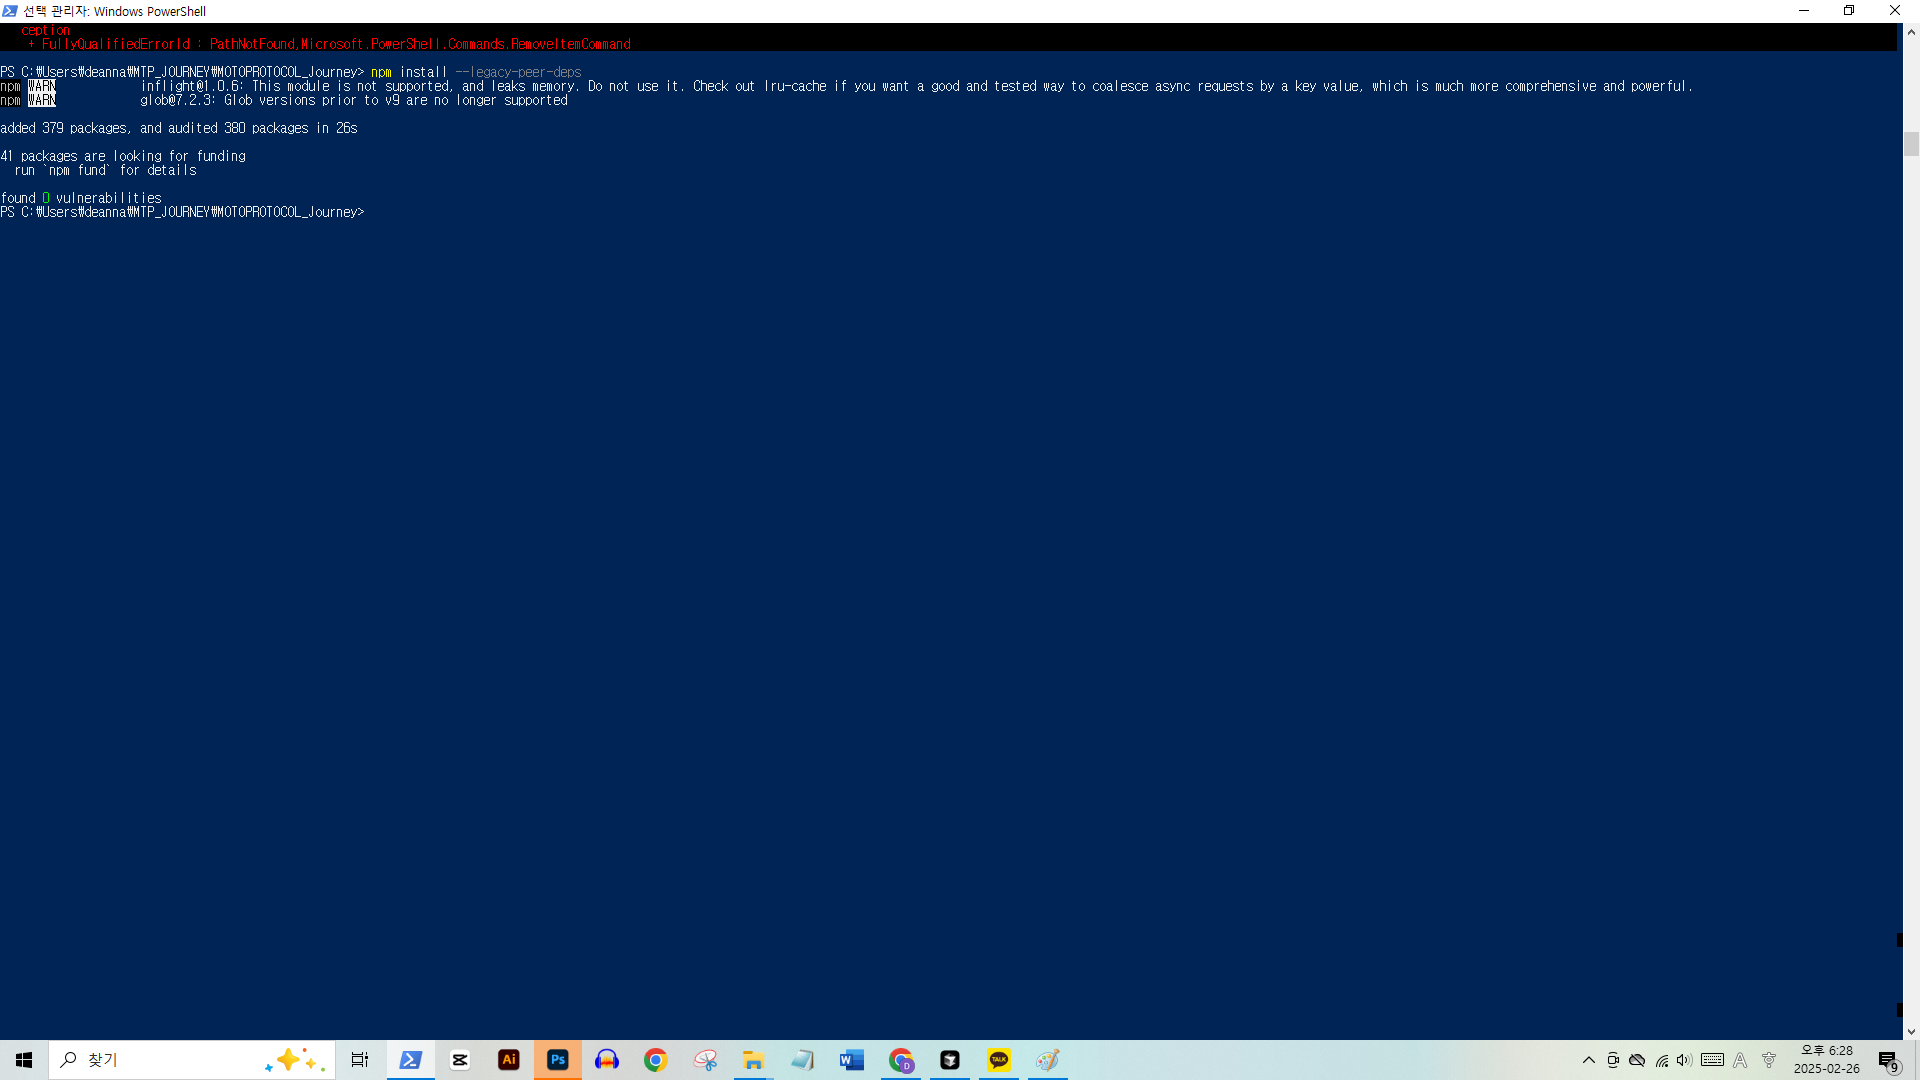 선택 관리자: Windows PowerShell
ception
+ FullyQualifiedErrorId : PathNotFound,Microsoft.PowerShell.Commands.RemoveItemCommand
PS C:\Users\deanna\MTP_JOURNEY\MOTOPROTOCOL_Journey> npm install --legacy-peer-deps
npm WARN inflight@1.0.6: This module is not supported, and leaks memory. Do not use it. Check out lru-cache if you want a good and tested way to coalesce async requests by a key value, which is much more comprehensive and powerful.
npm WARN glob@7.2.3: Glob versions prior to v9 are no longer supported
added 379 packages, and audited 380 packages in 26s
41 packages are looking for funding
run `npm fund` for details
found 0 vulnerabilities
PS C:\Users\deanna\MTP_JOURNEY\MOTOPROTOCOL_Journey>
찾기
Ai
Ps
W
D
TALK
A
오후 6:28
2025-02-26
9